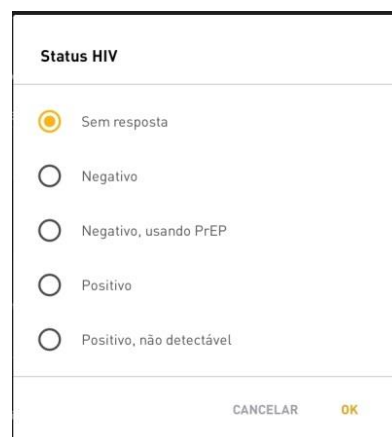 Status HIV
Sem resposta
Negativo
Negativo, usando PrEP
Positivo
Positivo, não detectável
CANCELAR OK